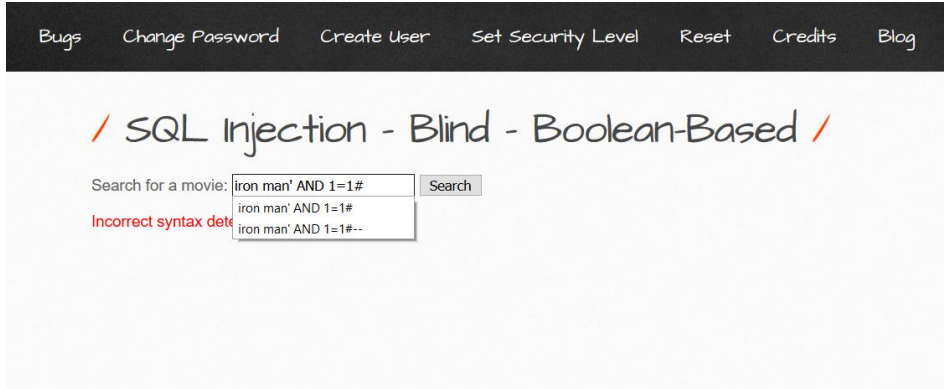 Bugs Change Password Create User Set Security Level Reset Credits Blog
/ SQL Injection - Blind - Boolean-Based /
Search for a movie: iron man' AND 1=1# Search
iron man' AND 1=1#
Incorrect syntax
iron man' AND 1=1#--